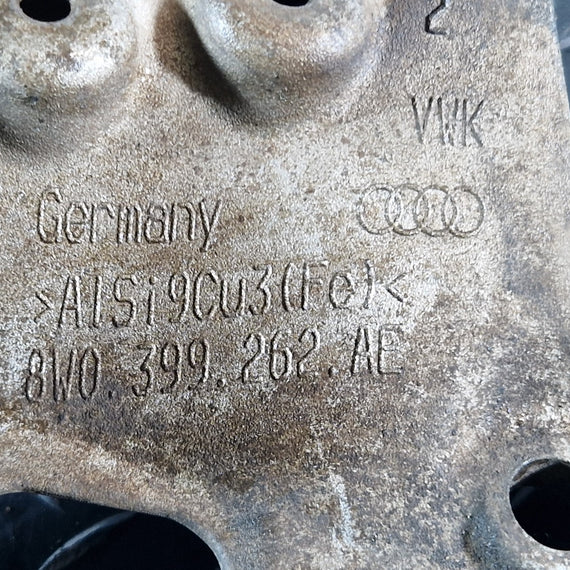 2
VWK
Germany
>AlSi9Cu3(Fe)<
8W0.399.262.AE